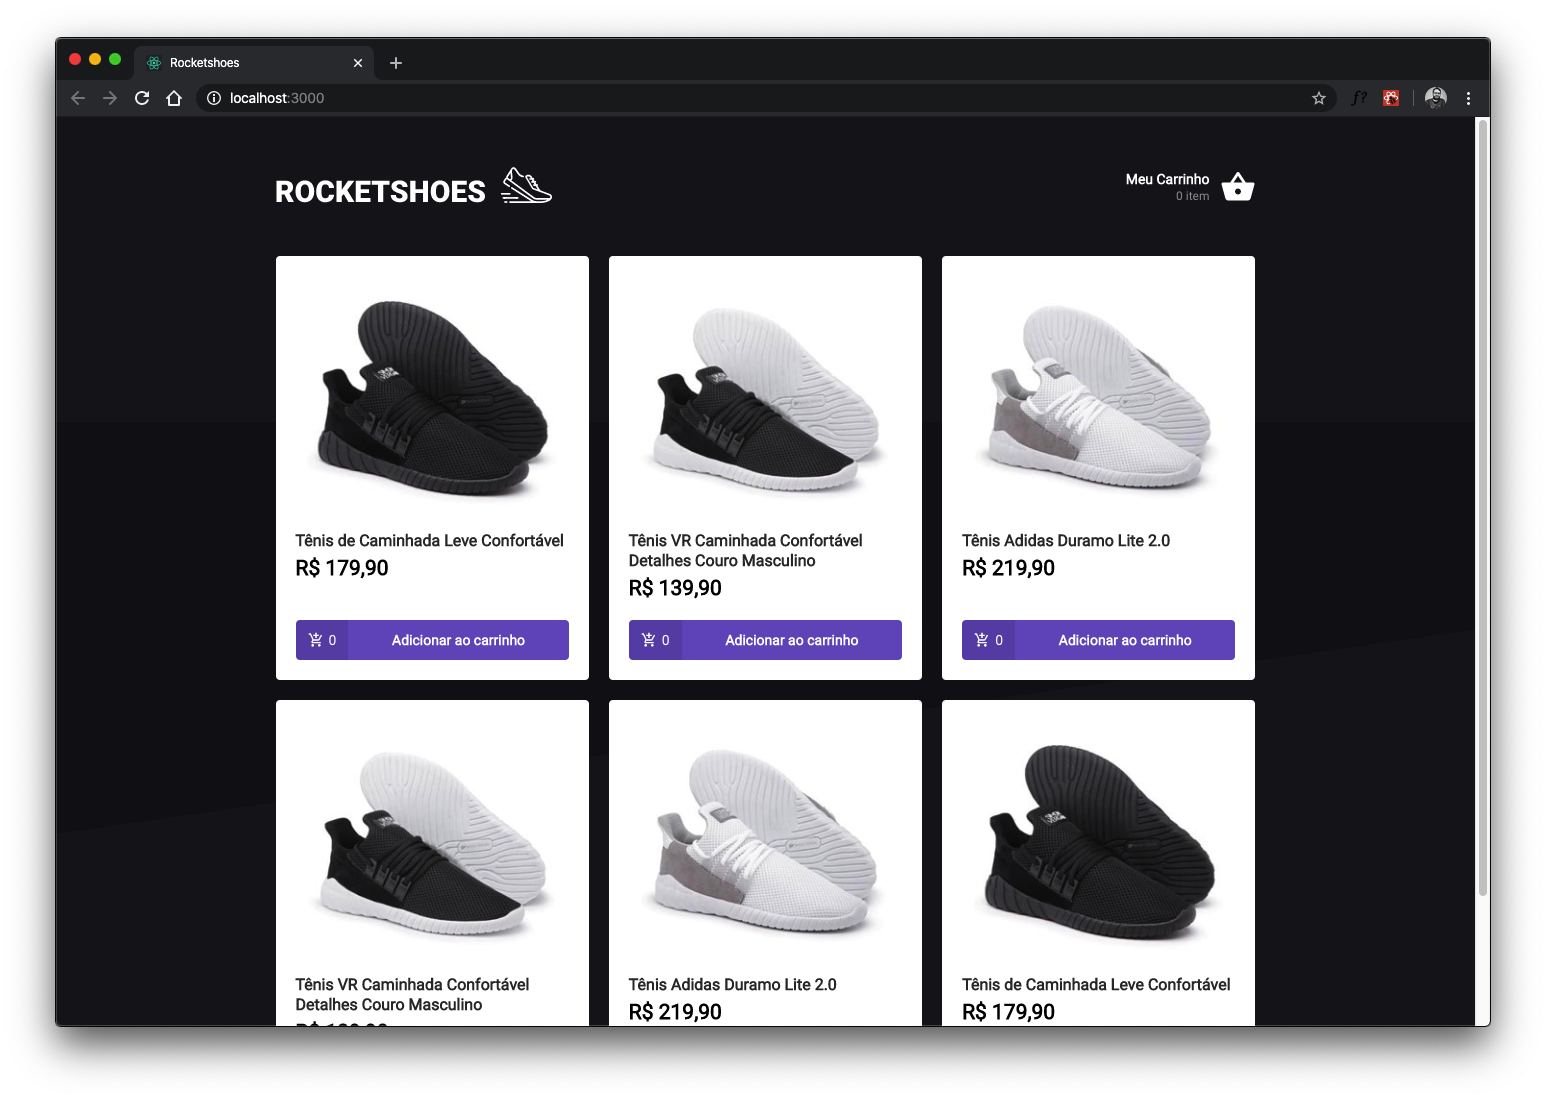 Rocketshoes
localhost:3000
f?
ROCKETSHOES
Meu Carrinho
0 item
Tênis de Caminhada Leve Confortável
R$ 179,90
0 Adicionar ao carrinho
Tênis VR Caminhada Confortável
Detalhes Couro Masculino
R$ 139,90
0 Adicionar ao carrinho
Tênis Adidas Duramo Lite 2.0
R$ 219,90
0 Adicionar ao carrinho
Tênis VR Caminhada Confortável
Detalhes Couro Masculino
Tênis Adidas Duramo Lite 2.0
R$ 219,90
Tênis de Caminhada Leve Confortável
R$ 179,90